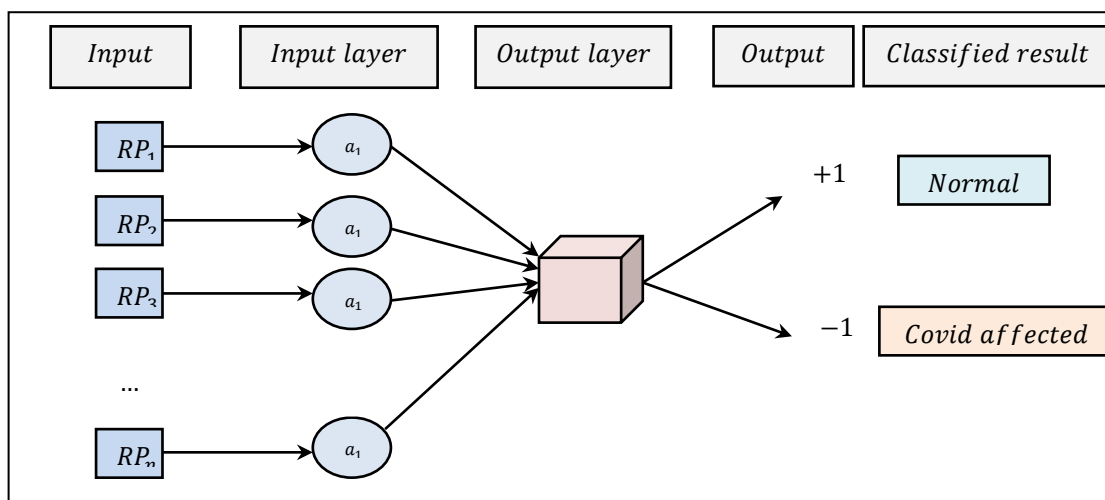 Input Input layer Output layer Output Classified result
RP₁ a₁
+1 Normal
RP₂ a₁
RP₃ a₁
−1 Covid affected
...
RPₙ a₁